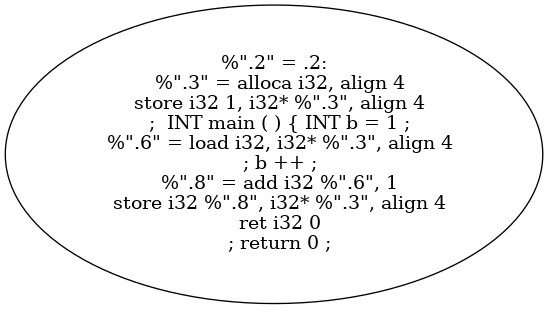 %".2" = .2:
%".3" = alloca i32, align 4
store i32 1, i32* %".3", align 4
;  INT main ( ) { INT b = 1 ;
%".6" = load i32, i32* %".3", align 4
; b ++ ;
%".8" = add i32 %".6", 1
store i32 %".8", i32* %".3", align 4
ret i32 0
; return 0 ;